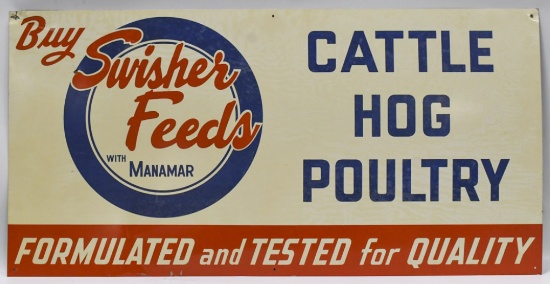 Buy
Swisher
Feeds
WITH MANAMAR
CATTLE
HOG
POULTRY
FORMULATED and TESTED for QUALITY